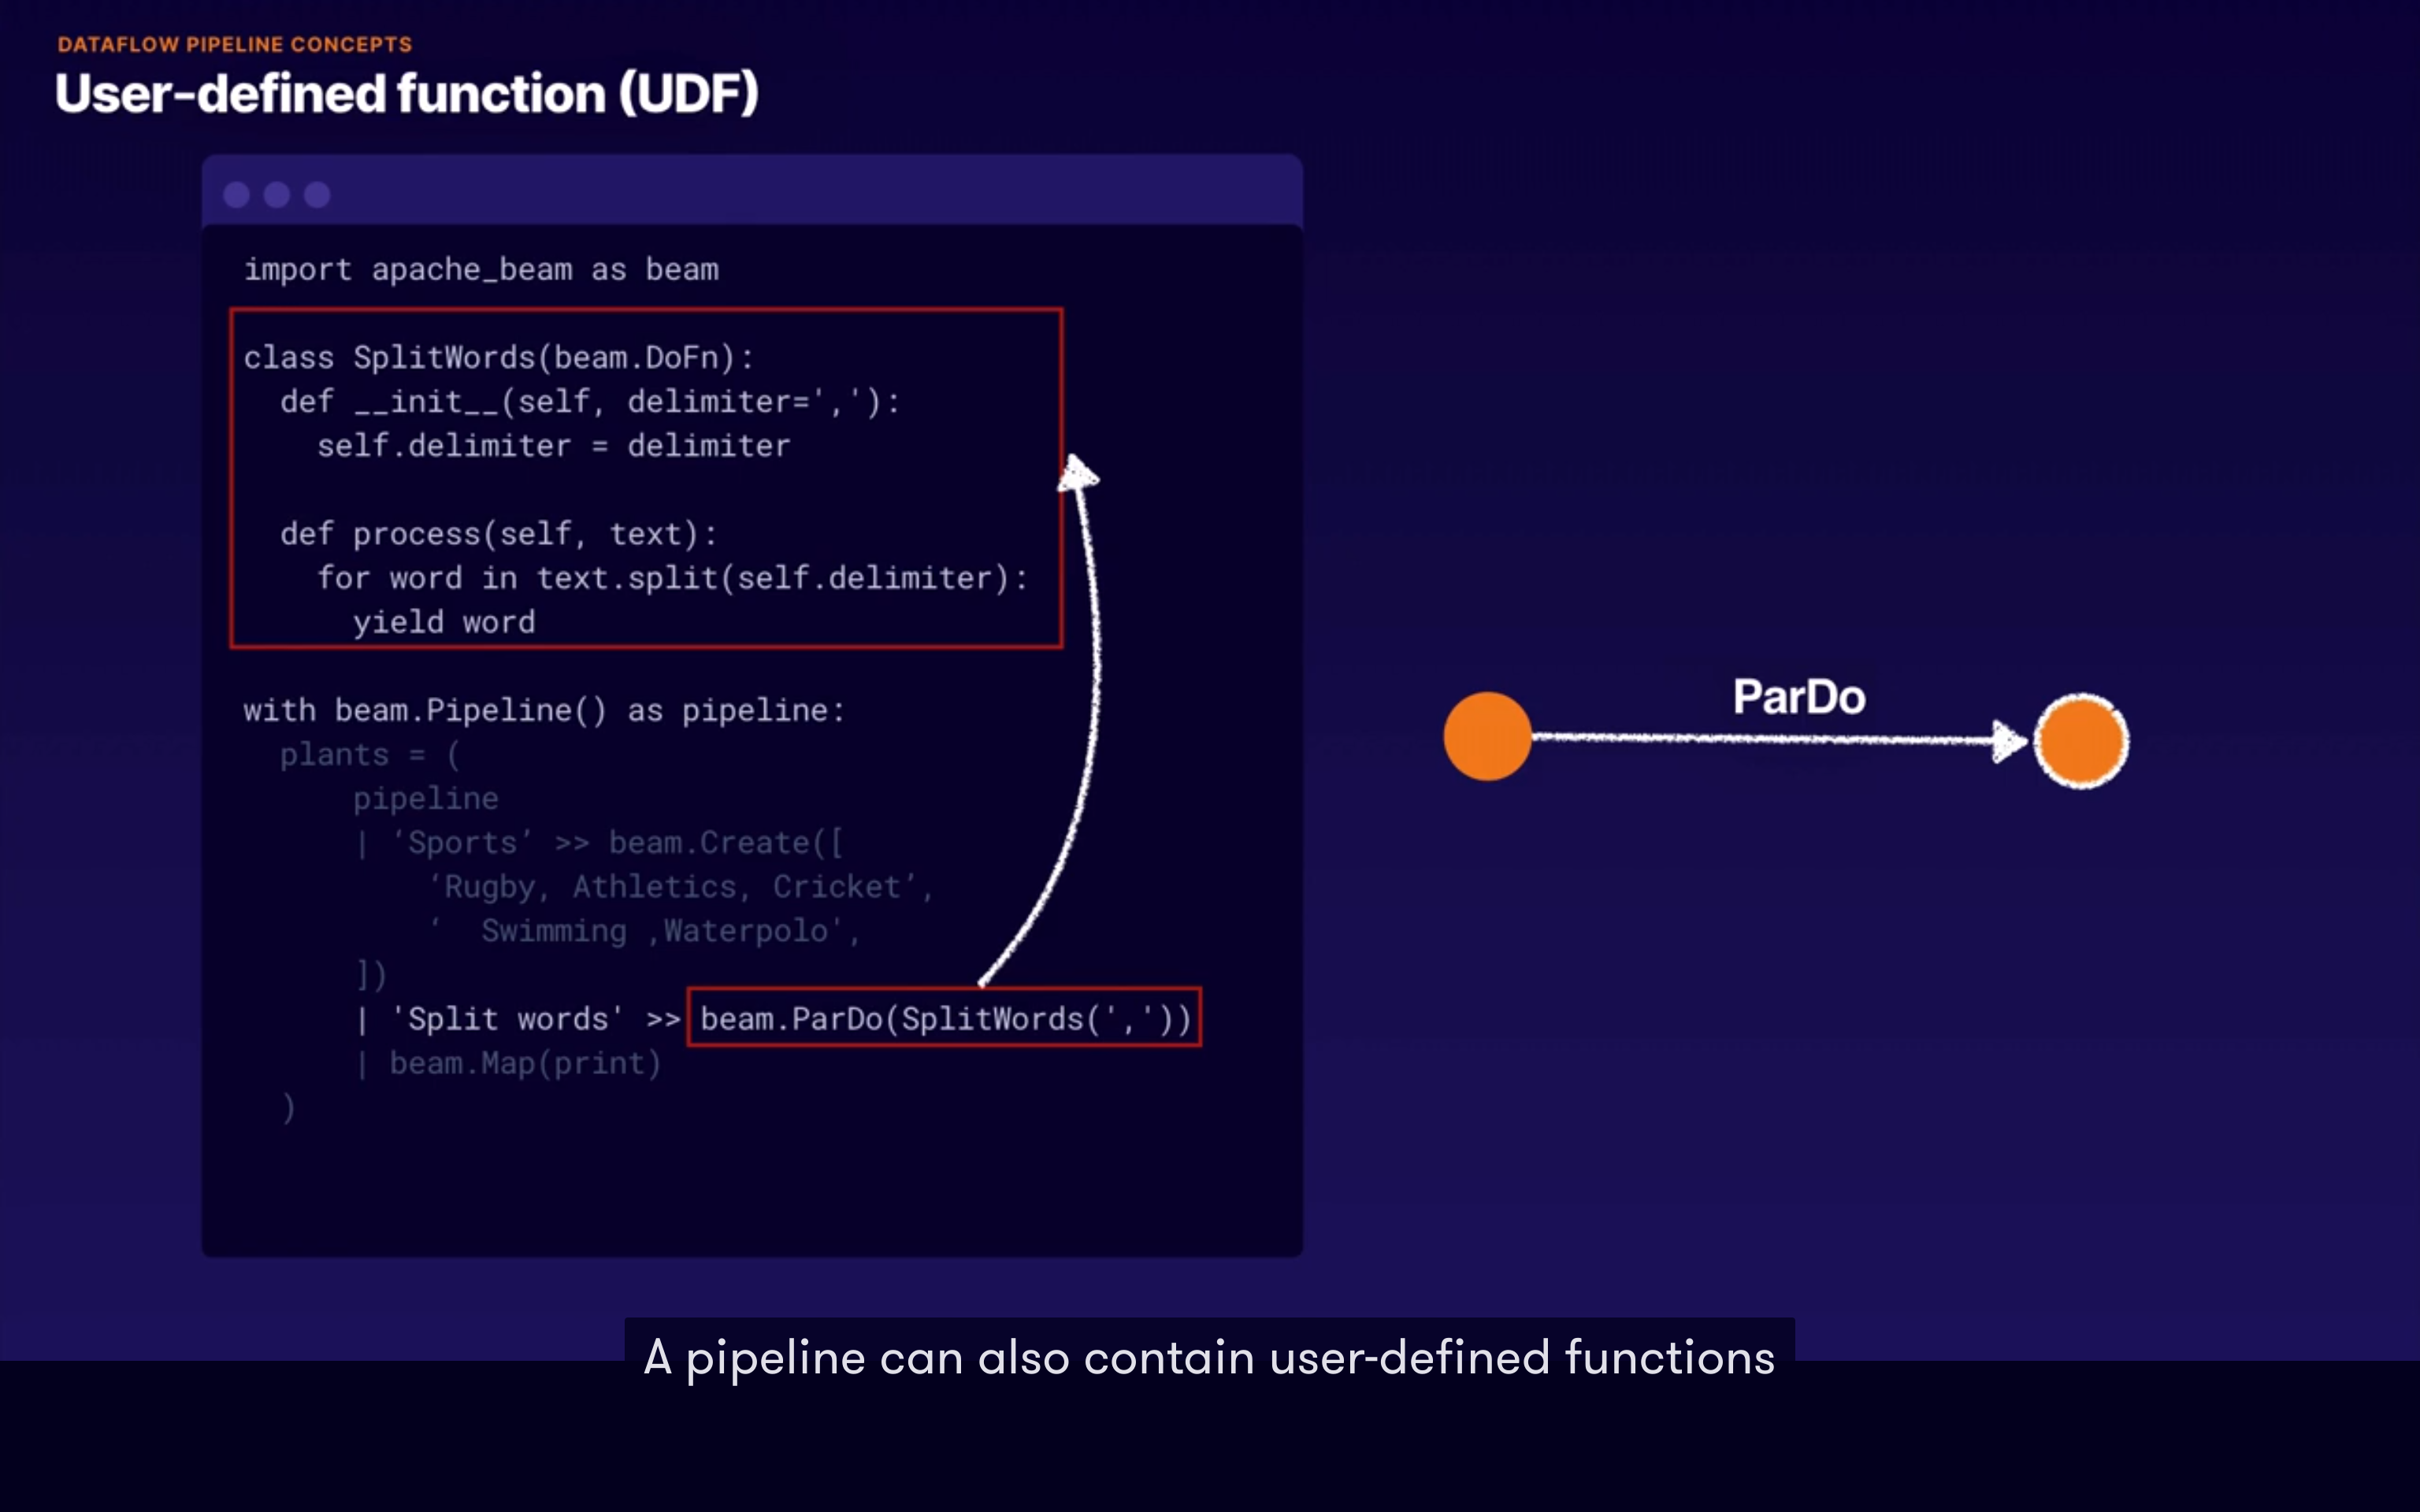 DATAFLOW PIPELINE CONCEPTS
User-defined function (UDF)
import apache_beam as beam
class SplitWords(beam.DoFn):
  def __init__(self, delimiter=','):
    self.delimiter = delimiter
  def process(self, text):
    for word in text.split(self.delimiter):
      yield word
with beam.Pipeline() as pipeline:
  plants = (
      pipeline
      | ‘Sports’ >> beam.Create([
          ‘Rugby, Athletics, Cricket’,
          ‘  Swimming ,Waterpolo',
      ])
      | 'Split words' >> beam.ParDo(SplitWords(','))
      | beam.Map(print)
  )
ParDo
A pipeline can also contain user-defined functions